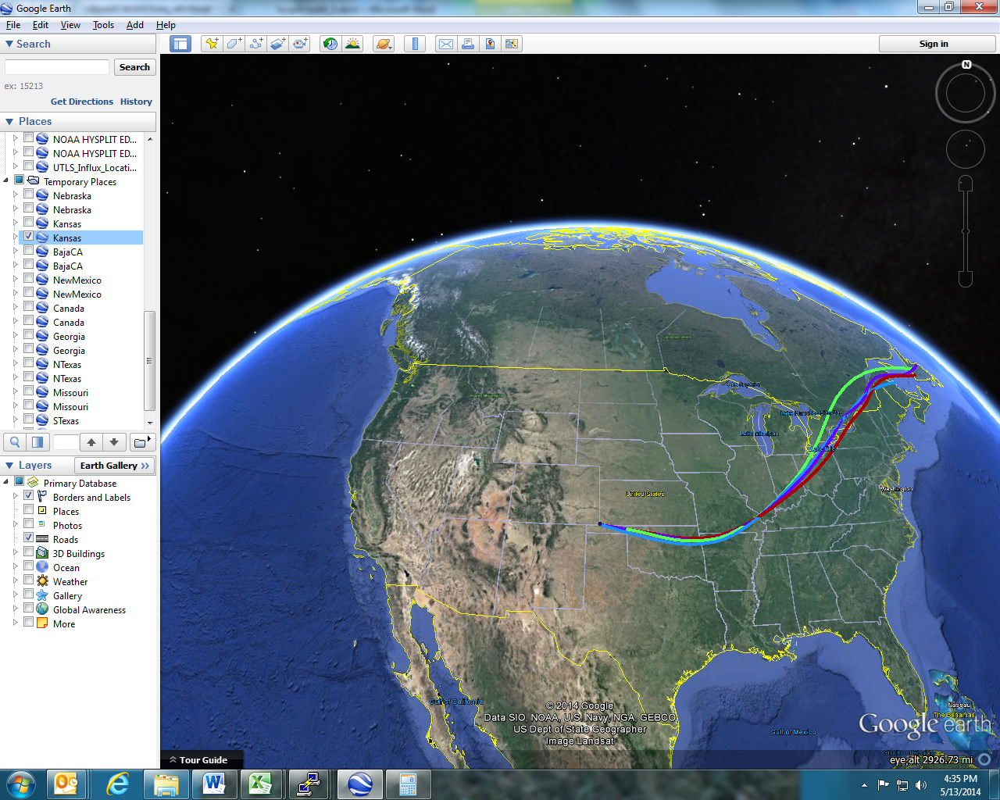 Google Earth
File Edit View Tools Add Help
Search
Search
ex: 15213
Get Directions History
Places
NOAA HYSPLIT ED...
NOAA HYSPLIT ED...
UTLS_Influx_Locati...
Temporary Places
Nebraska
Nebraska
Kansas
Kansas
BajaCA
BajaCA
NewMexico
NewMexico
Canada
Canada
Georgia
Georgia
NTexas
NTexas
Missouri
Missouri
STexas
Layers
Earth Gallery >>
Primary Database
Borders and Labels
Places
Photos
Roads
3D Buildings
Ocean
Weather
Gallery
Global Awareness
More
Sign in
N
Lake Superior
Lake Michigan
United States
Washington
Gulf of California
Gulf of Mexico
Nassau
The Bahamas
© 2014 Google
Data SIO, NOAA, U.S. Navy, NGA, GEBCO
US Dept of State Geographer
Image Landsat
Google earth
Tour Guide
eye alt 2926.73 mi
4:35 PM
5/13/2014